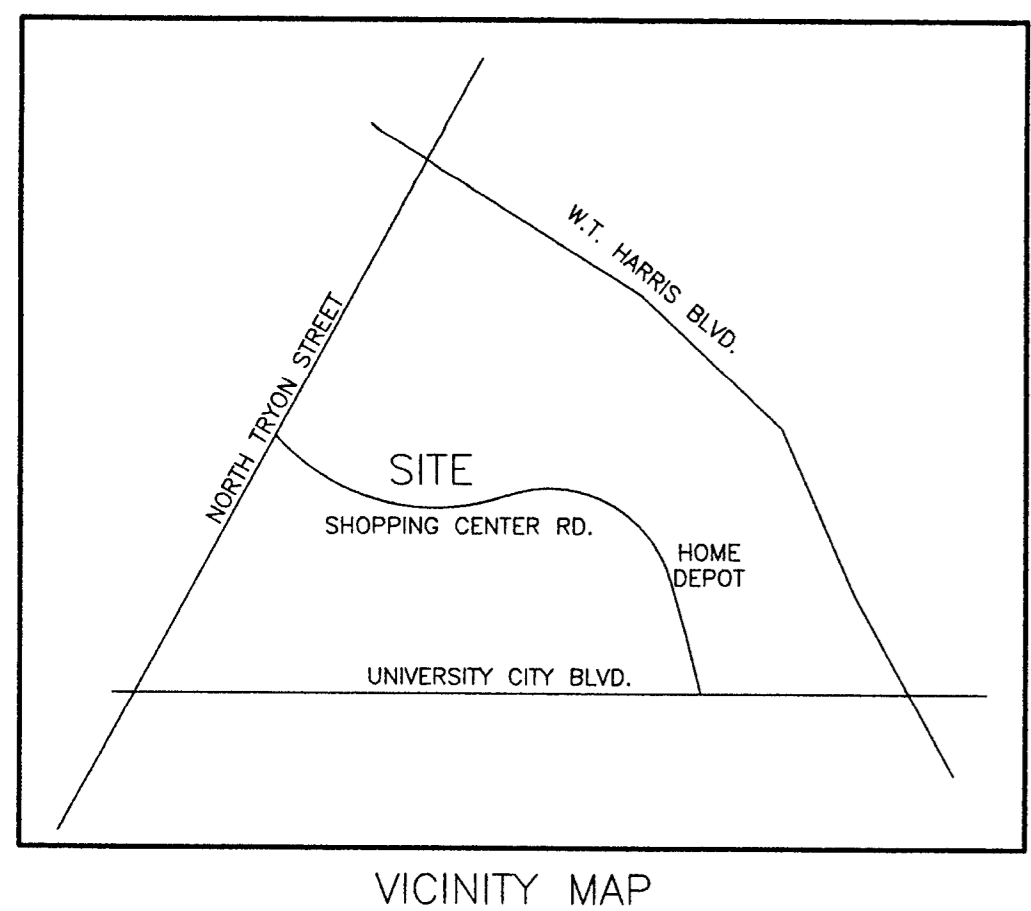 W.T. HARRIS BLVD.
NORTH TRYON STREET
SITE
SHOPPING CENTER RD.
HOME
DEPOT
UNIVERSITY CITY BLVD.
VICINITY MAP